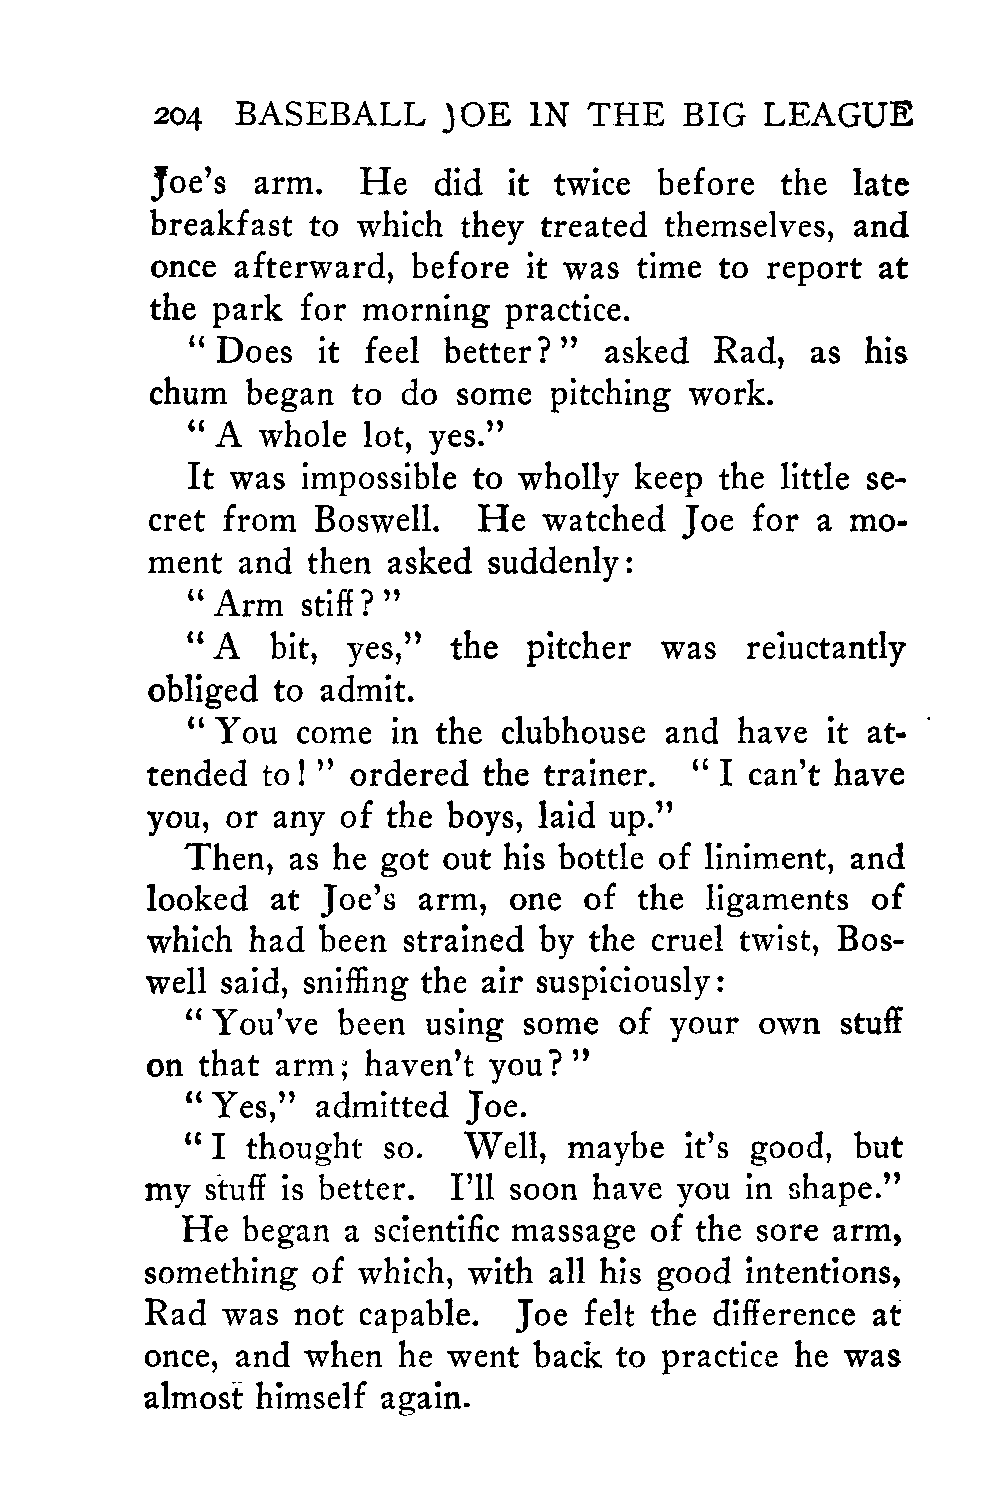 204 BASEBALL JOE IN THE BIG LEAGUE
Joe's arm. He did it twice before the late
breakfast to which they treated themselves, and
once afterward, before it was time to report at
the park for morning practice.
" Does it feel better? " asked Rad, as his
chum began to do some pitching work.
" A whole lot, yes."
It was impossible to wholly keep the little se-
cret from Boswell. He watched Joe for a mo-
ment and then asked suddenly:
" Arm stiff? "
" A bit, yes," the pitcher was reluctantly
obliged to admit.
" You come in the clubhouse and have it at-
tended to! " ordered the trainer. " I can't have
you, or any of the boys, laid up."
Then, as he got out his bottle of liniment, and
looked at Joe's arm, one of the ligaments of
which had been strained by the cruel twist, Bos-
well said, sniffing the air suspiciously:
" You've been using some of your own stuff
on that arm; haven't you? "
" Yes," admitted Joe.
" I thought so. Well, maybe it's good, but
my stuff is better. I'll soon have you in shape."
He began a scientific massage of the sore arm,
something of which, with all his good intentions,
Rad was not capable. Joe felt the difference at
once, and when he went back to practice he was
almost himself again.